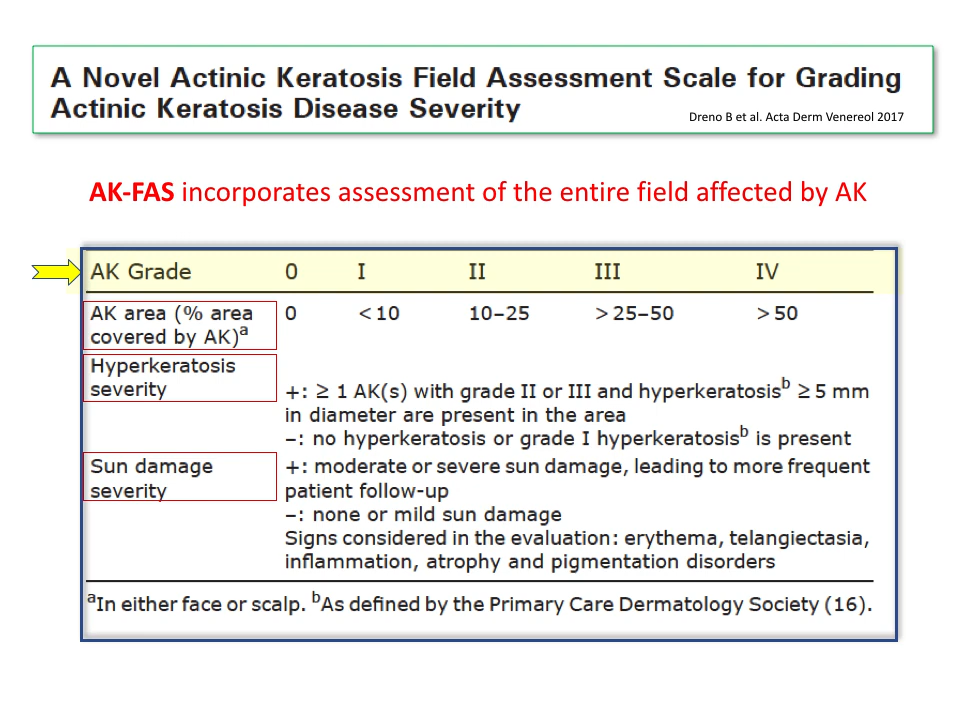 A Novel Actinic Keratosis Field Assessment Scale for Grading
Actinic Keratosis Disease Severity
Dreno B et al. Acta Derm Venereol 2017
AK-FAS incorporates assessment of the entire field affected by AK
AK Grade 0 I II III IV
AK area (% area covered by AK)a 0 <10 10–25 >25–50 >50
Hyperkeratosis
severity
+: ≥ 1 AK(s) with grade II or III and hyperkeratosisb ≥ 5 mm
in diameter are present in the area
–: no hyperkeratosis or grade I hyperkeratosisb is present
Sun damage
severity
+: moderate or severe sun damage, leading to more frequent
patient follow-up
–: none or mild sun damage
Signs considered in the evaluation: erythema, telangiectasia,
inflammation, atrophy and pigmentation disorders
aIn either face or scalp. bAs defined by the Primary Care Dermatology Society (16).